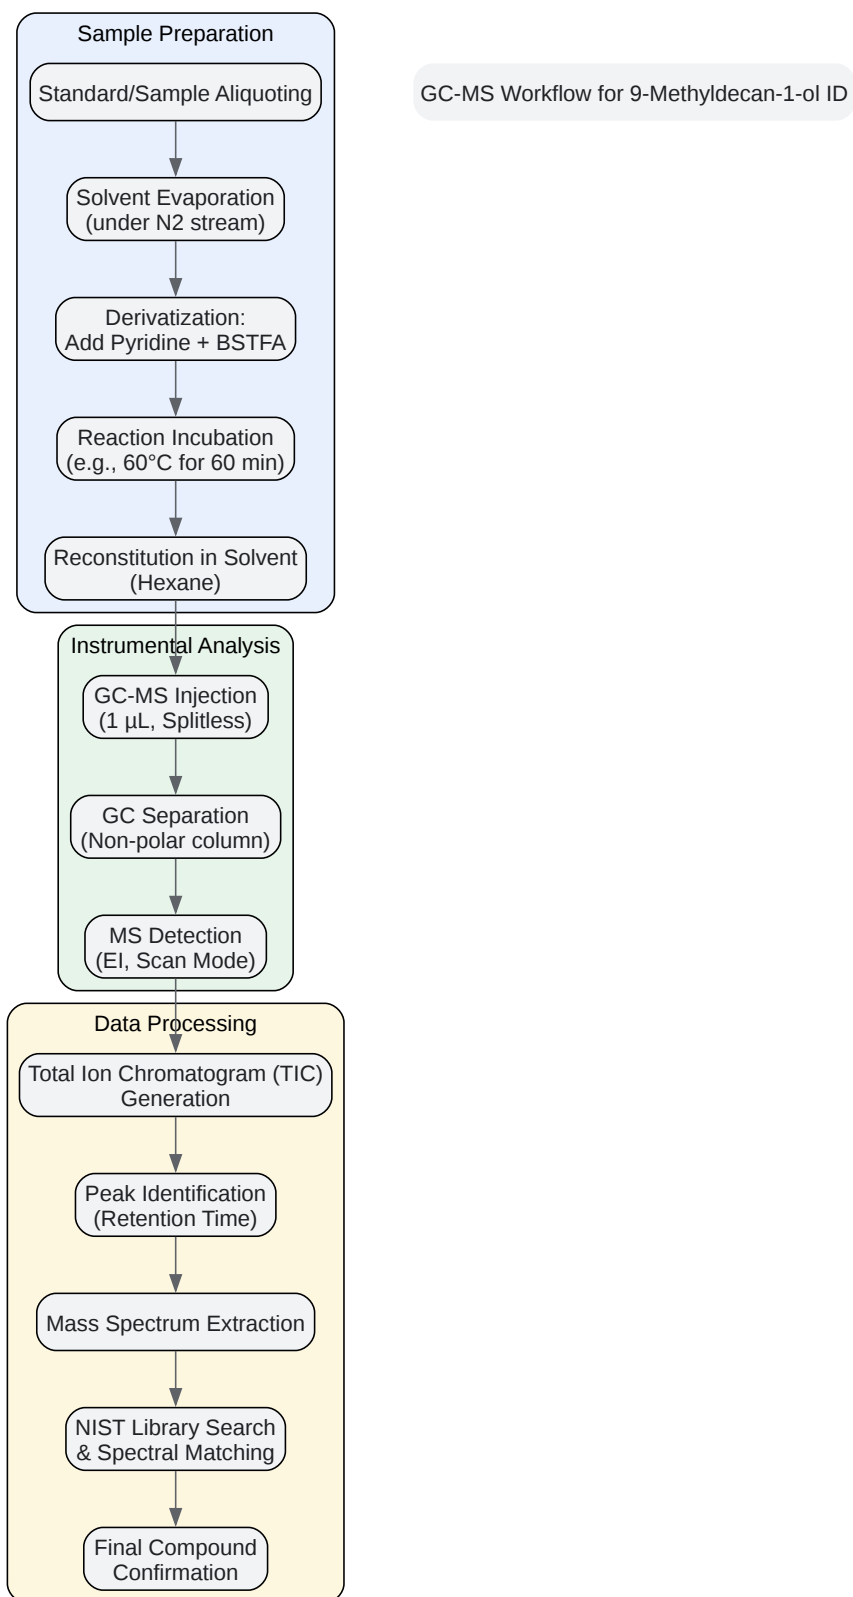 Sample Preparation
Standard/Sample Aliquoting
GC-MS Workflow for 9-Methyldecan-1-ol ID
Solvent Evaporation
(under N2 stream)
Derivatization:
Add Pyridine + BSTFA
Reaction Incubation
(e.g., 60°C for 60 min)
Reconstitution in Solvent
(Hexane)
Instrumental Analysis
GC-MS Injection
(1 µL, Splitless)
GC Separation
(Non-polar column)
MS Detection
(EI, Scan Mode)
Data Processing
Total Ion Chromatogram (TIC)
Generation
Peak Identification
(Retention Time)
Mass Spectrum Extraction
NIST Library Search
& Spectral Matching
Final Compound
Confirmation